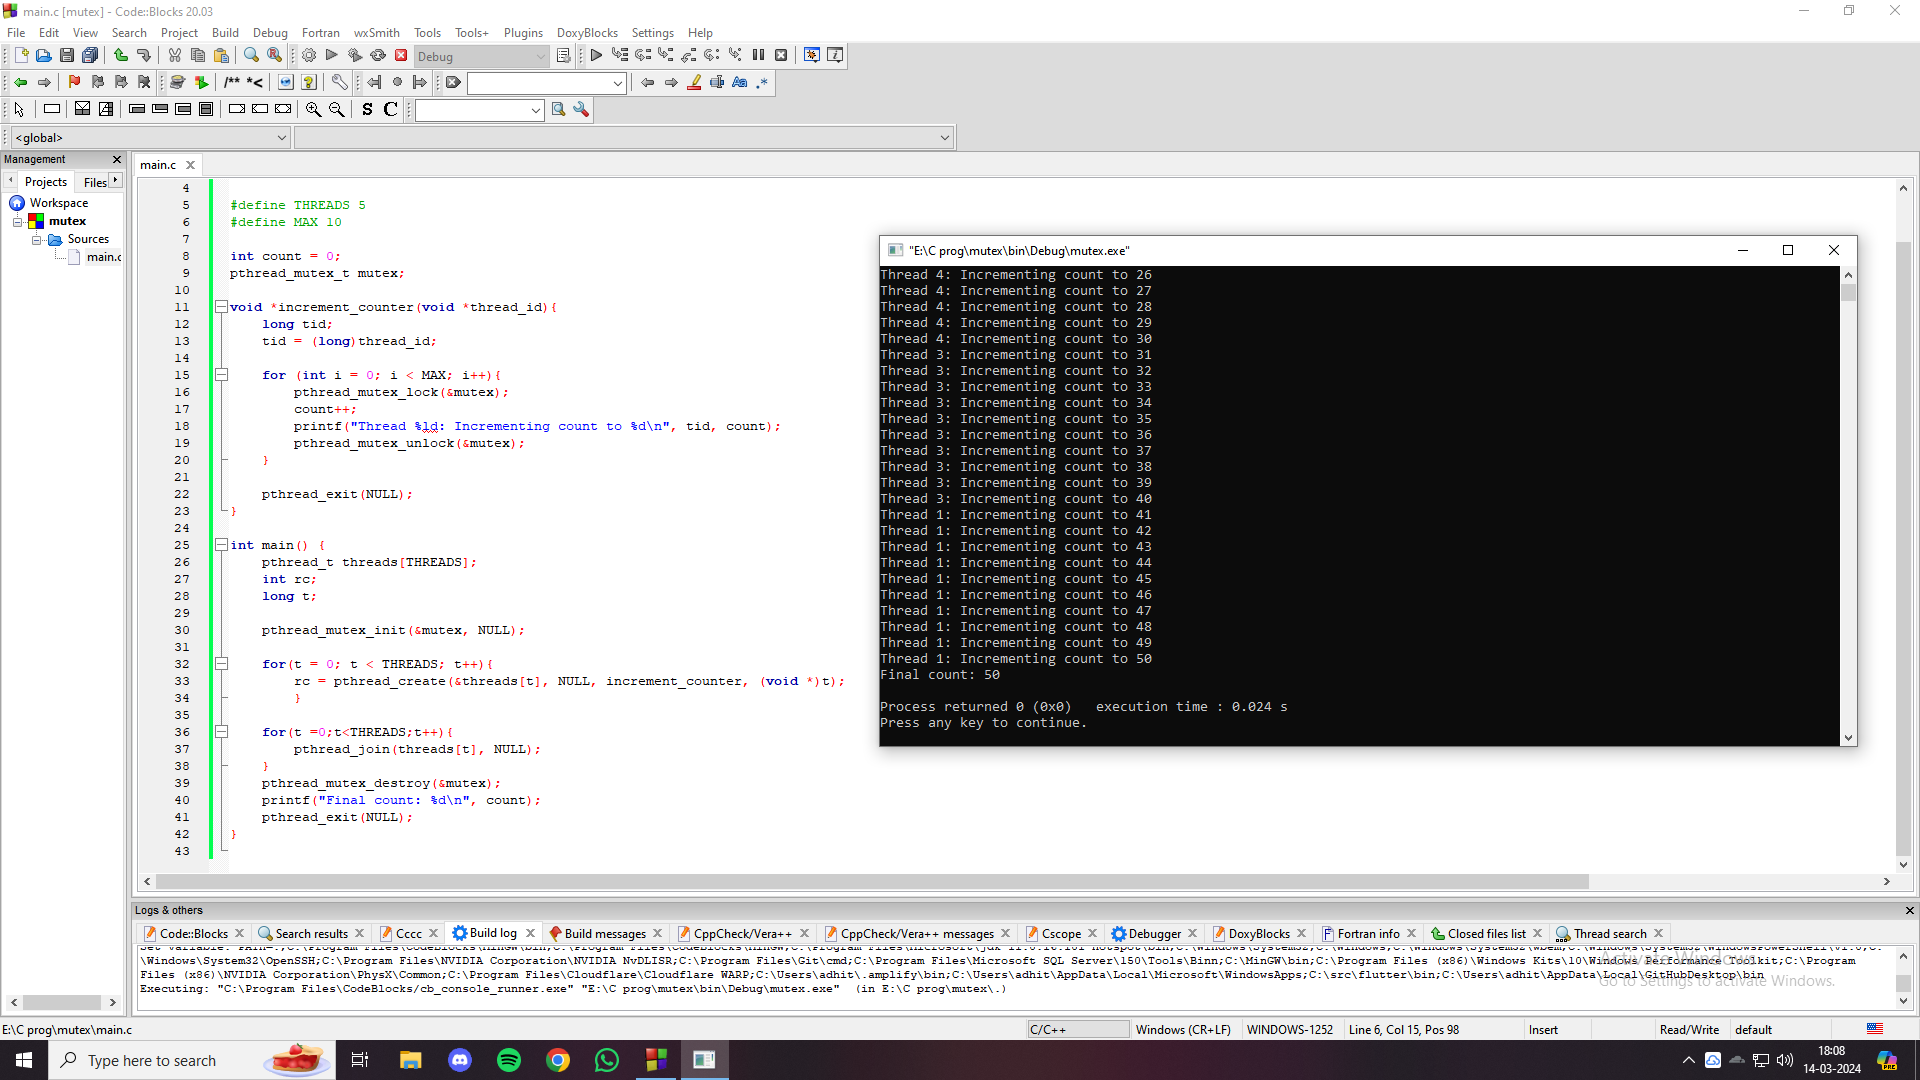 main.c [mutex] - Code::Blocks 20.03
File Edit View Search Project Build Debug Fortran wxSmith Tools Tools+ Plugins DoxyBlocks Settings Help
Debug
/** *<
Aa .*
S C
<global>
Management
Projects Files
Workspace
mutex
Sources
main.c
main.c
4
5 #define THREADS 5
6 #define MAX 10
7
8 int count = 0;
9 pthread_mutex_t mutex;
10
11 void *increment_counter(void *thread_id){
12 long tid;
13 tid = (long)thread_id;
14
15 for (int i = 0; i < MAX; i++){
16 pthread_mutex_lock(&mutex);
17 count++;
18 printf("Thread %ld: Incrementing count to %d\n", tid, count);
19 pthread_mutex_unlock(&mutex);
20 }
21
22 pthread_exit(NULL);
23 }
24
25 int main() {
26 pthread_t threads[THREADS];
27 int rc;
28 long t;
29
30 pthread_mutex_init(&mutex, NULL);
31
32 for(t = 0; t < THREADS; t++){
33 rc = pthread_create(&threads[t], NULL, increment_counter, (void *)t);
34 }
35
36 for(t =0;t<THREADS;t++){
37 pthread_join(threads[t], NULL);
38 }
39 pthread_mutex_destroy(&mutex);
40 printf("Final count: %d\n", count);
41 pthread_exit(NULL);
42 }
43
"E:\C prog\mutex\bin\Debug\mutex.exe"
Thread 4: Incrementing count to 26
Thread 4: Incrementing count to 27
Thread 4: Incrementing count to 28
Thread 4: Incrementing count to 29
Thread 4: Incrementing count to 30
Thread 3: Incrementing count to 31
Thread 3: Incrementing count to 32
Thread 3: Incrementing count to 33
Thread 3: Incrementing count to 34
Thread 3: Incrementing count to 35
Thread 3: Incrementing count to 36
Thread 3: Incrementing count to 37
Thread 3: Incrementing count to 38
Thread 3: Incrementing count to 39
Thread 3: Incrementing count to 40
Thread 1: Incrementing count to 41
Thread 1: Incrementing count to 42
Thread 1: Incrementing count to 43
Thread 1: Incrementing count to 44
Thread 1: Incrementing count to 45
Thread 1: Incrementing count to 46
Thread 1: Incrementing count to 47
Thread 1: Incrementing count to 48
Thread 1: Incrementing count to 49
Thread 1: Incrementing count to 50
Final count: 50
Process returned 0 (0x0) execution time : 0.024 s
Press any key to continue.
Logs & others
Code::Blocks Search results Cccc Build log Build messages CppCheck/Vera++ CppCheck/Vera++ messages Cscope Debugger DoxyBlocks Fortran info Closed files list Thread search
\Windows\System32\OpenSSH;C:\Program Files\NVIDIA Corporation\NVIDIA NvDLISR;C:\Program Files\Git\cmd;C:\Program Files\Microsoft SQL Server\150\Tools\Binn;C:\MinGW\bin;C:\Program Files (x86)\Windows Kits\10\Windows Performance Toolkit;C:\Program
Files (x86)\NVIDIA Corporation\PhysX\Common;C:\Program Files\Cloudflare\Cloudflare WARP;C:\Users\adhit\.amplify\bin;C:\Users\adhit\AppData\Local\Microsoft\WindowsApps;C:\src\flutter\bin;C:\Users\adhit\AppData\Local\GitHubDesktop\bin
Executing: "C:\Program Files\CodeBlocks/cb_console_runner.exe" "E:\C prog\mutex\bin\Debug\mutex.exe" (in E:\C prog\mutex\.)
Activate Windows
Go to Settings to activate Windows.
E:\C prog\mutex\main.c
C/C++ Windows (CR+LF) WINDOWS-1252 Line 6, Col 15, Pos 98 Insert Read/Write default
Type here to search
18:08
14-03-2024
PRE